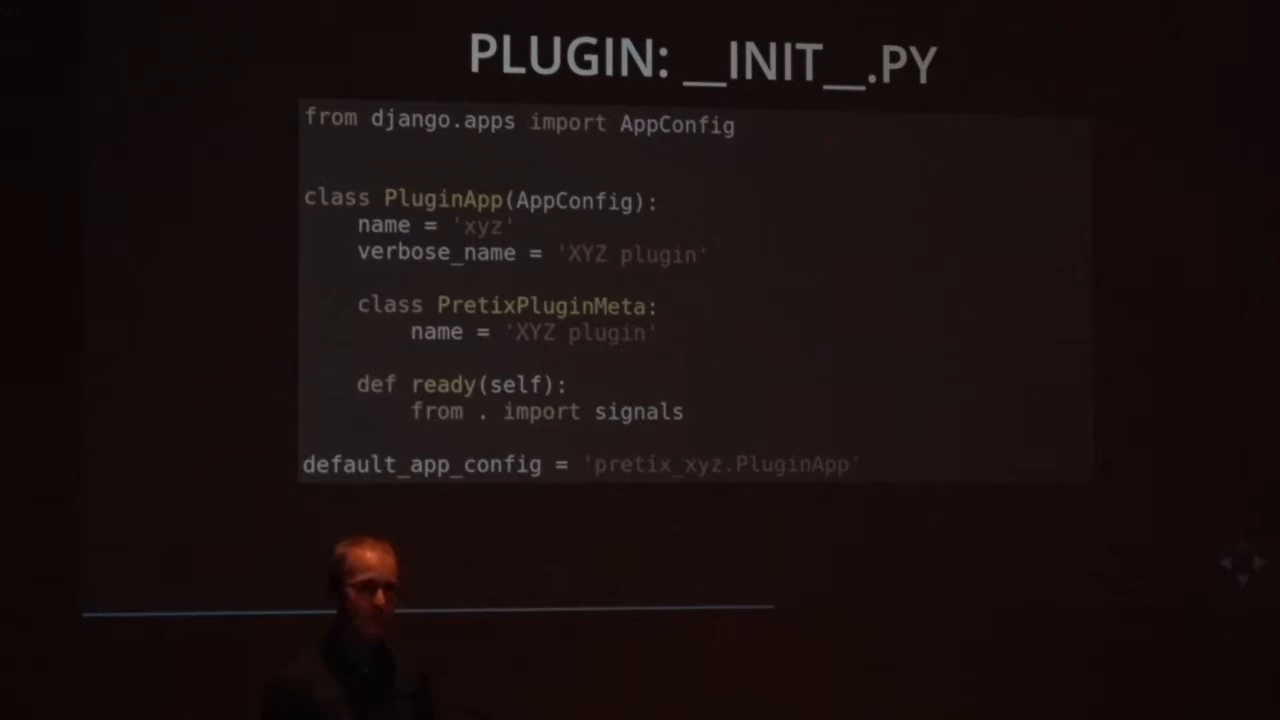 PLUGIN: __INIT__.PY
from django.apps import AppConfig
class PluginApp(AppConfig):
    name = 'xyz'
    verbose_name = 'XYZ plugin'
    class PretixPluginMeta:
        name = 'XYZ plugin'
    def ready(self):
        from . import signals
default_app_config = 'pretix_xyz.PluginApp'